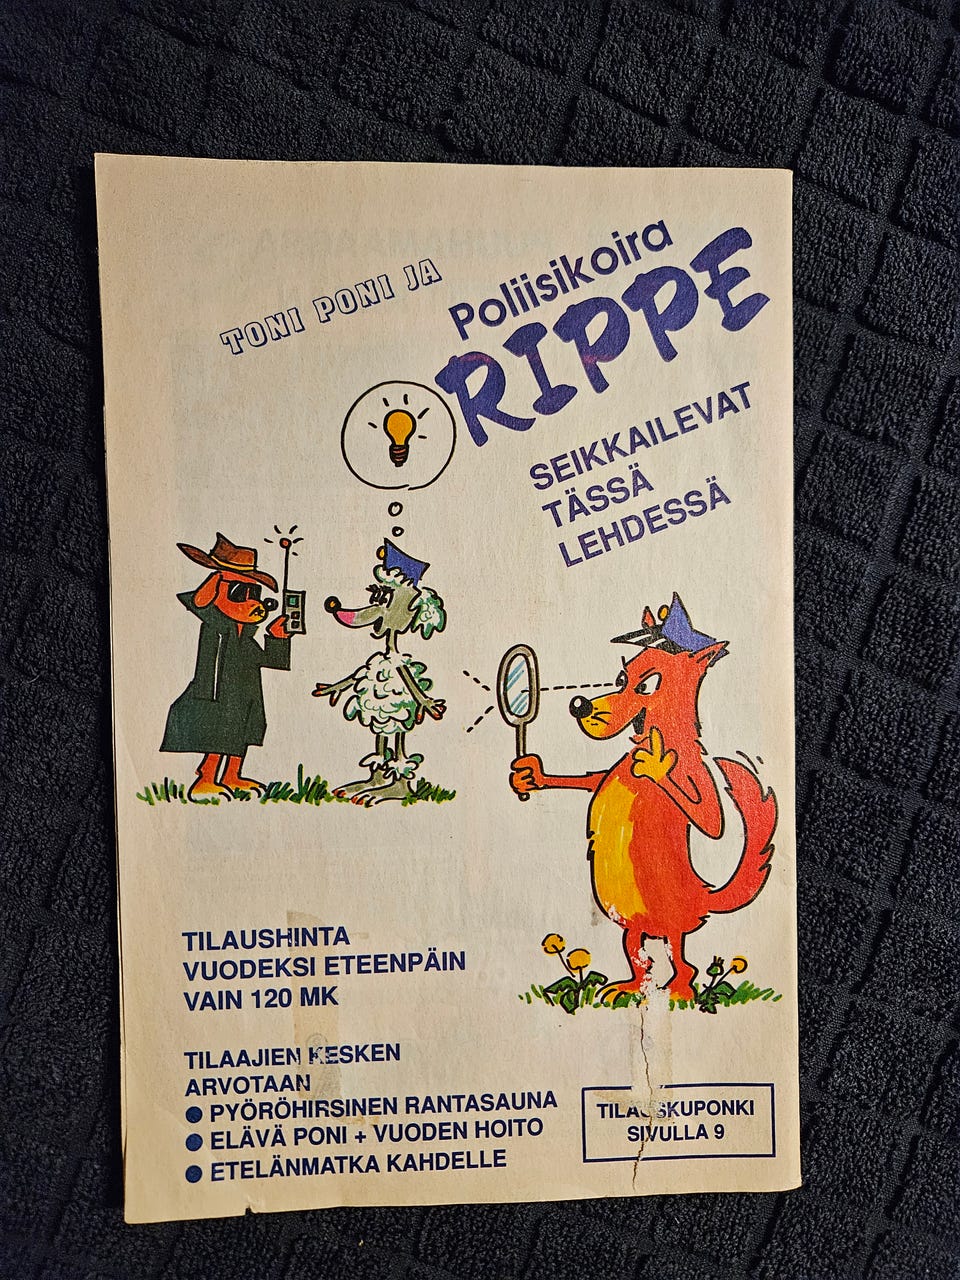 TONI PONI JA
Poliisikoira
RIPPE
SEIKKAILEVAT
TÄSSÄ
LEHDESSÄ
TILAUSHINTA
VUODEKSI ETEENPÄIN
VAIN 120 MK
TILAAJIEN KESKEN
ARVOTAAN
● PYÖRÖHIRSINEN RANTASAUNA
● ELÄVÄ PONI + VUODEN HOITO
● ETELÄNMATKA KAHDELLE
TILAUSKUPONKI
SIVULLA 9